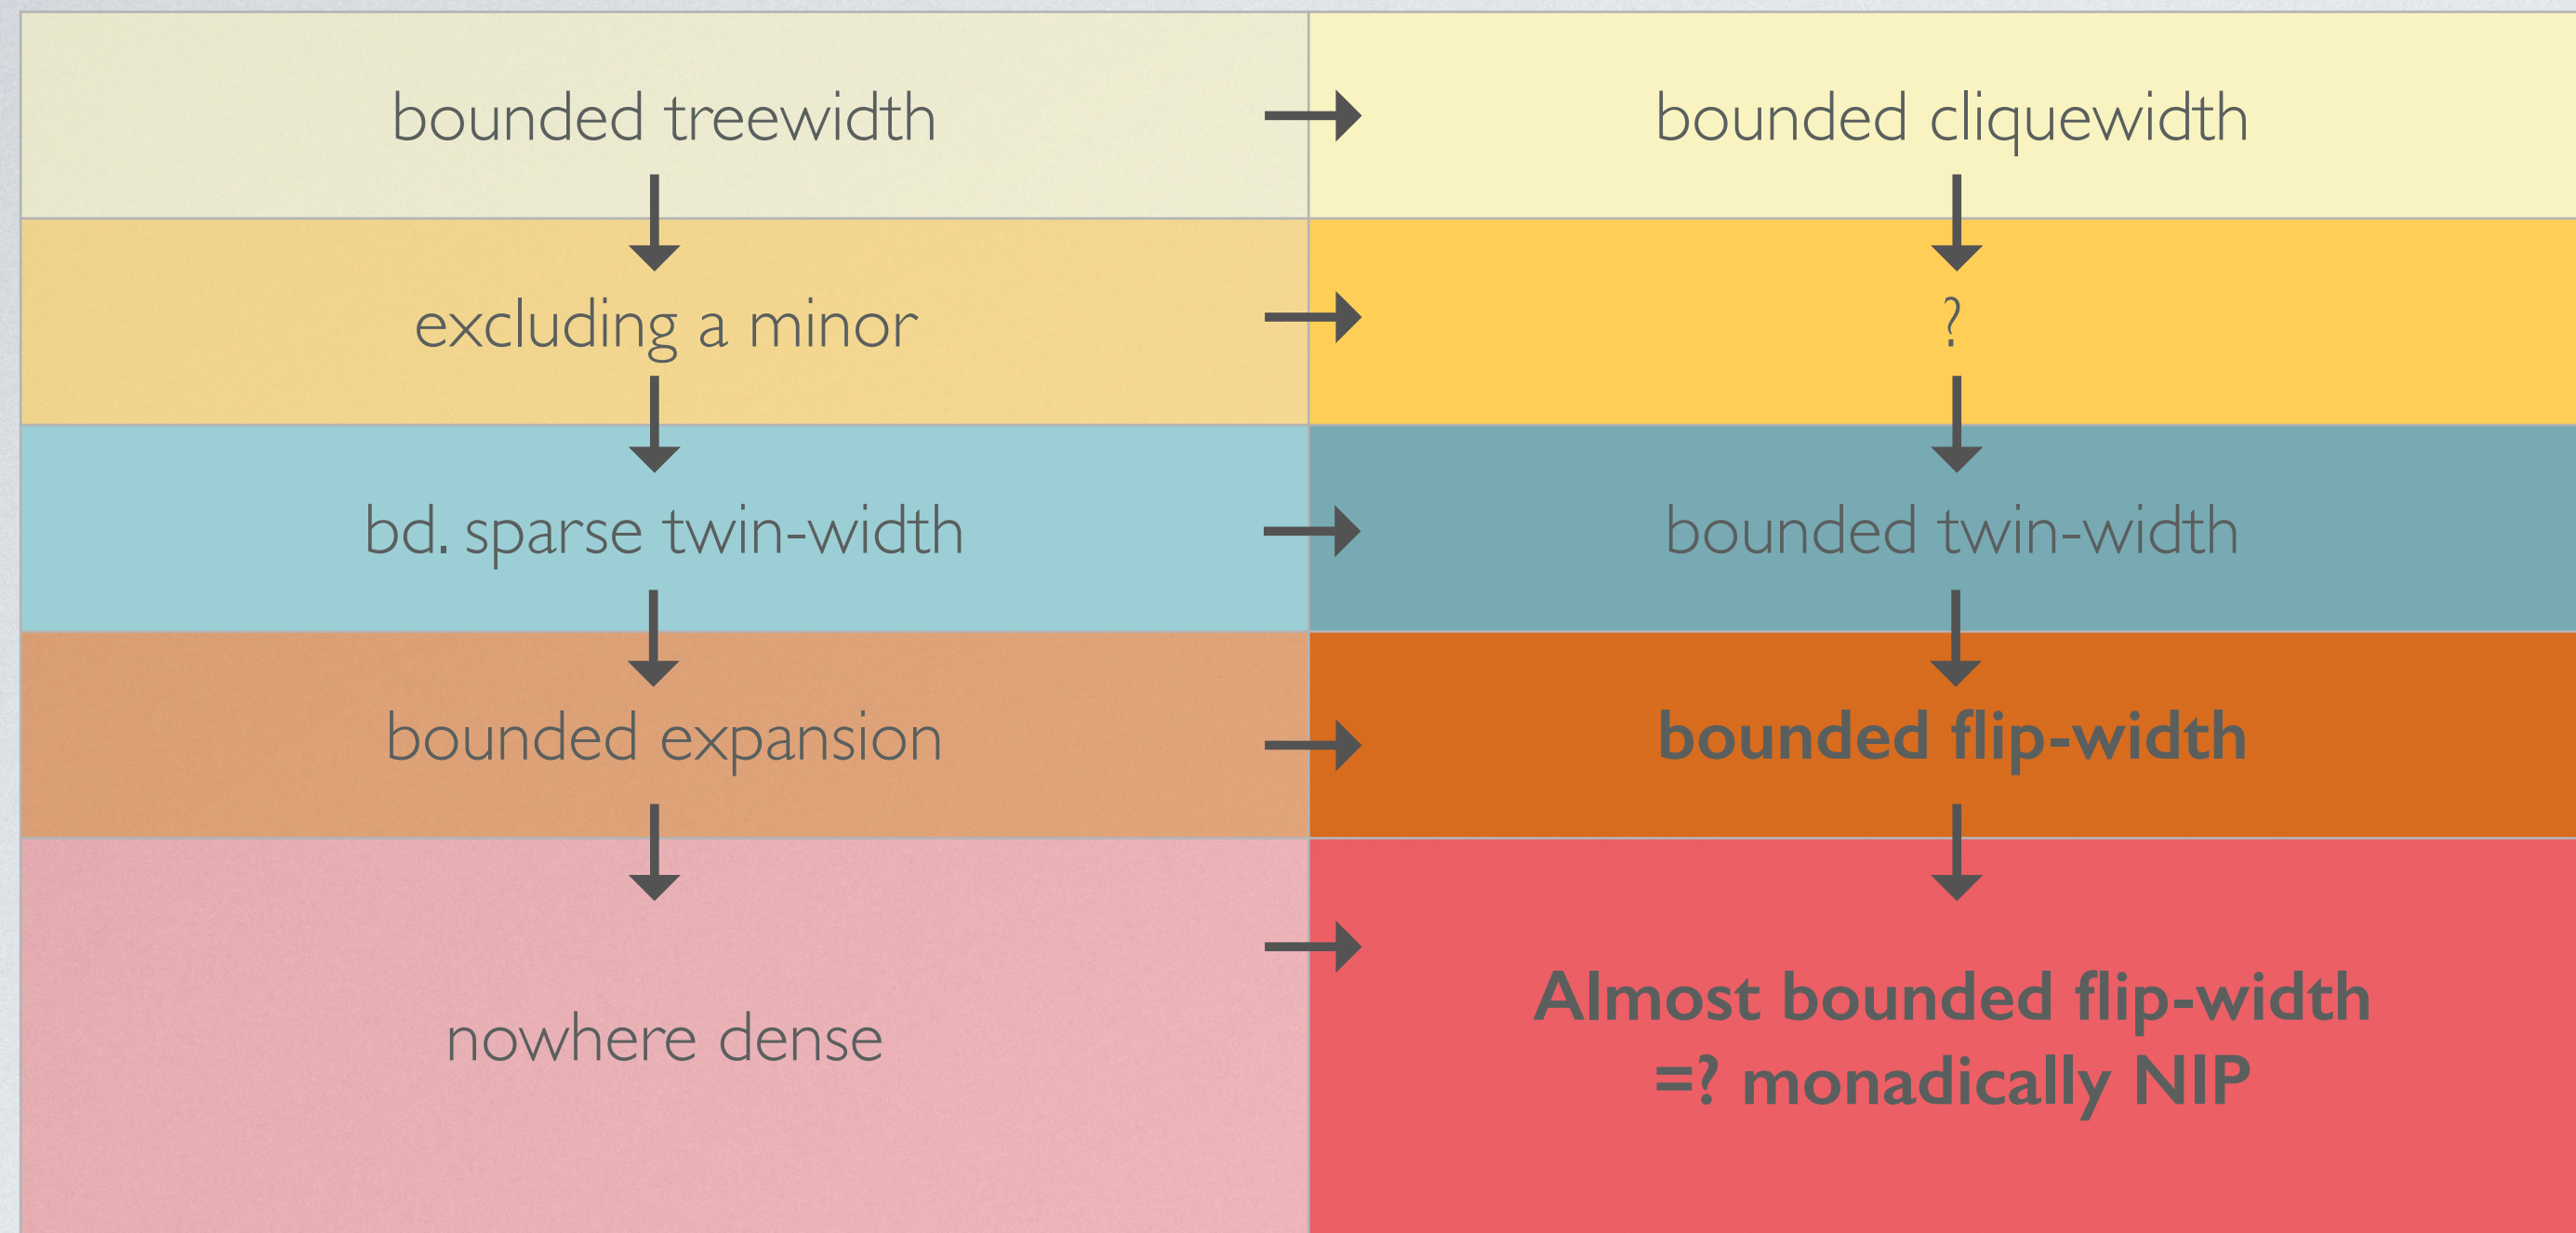 bounded treewidth
bounded cliquewidth
excluding a minor
?
bd. sparse twin-width
bounded twin-width
bounded expansion
bounded flip-width
nowhere dense
Almost bounded flip-width
=? monadically NIP